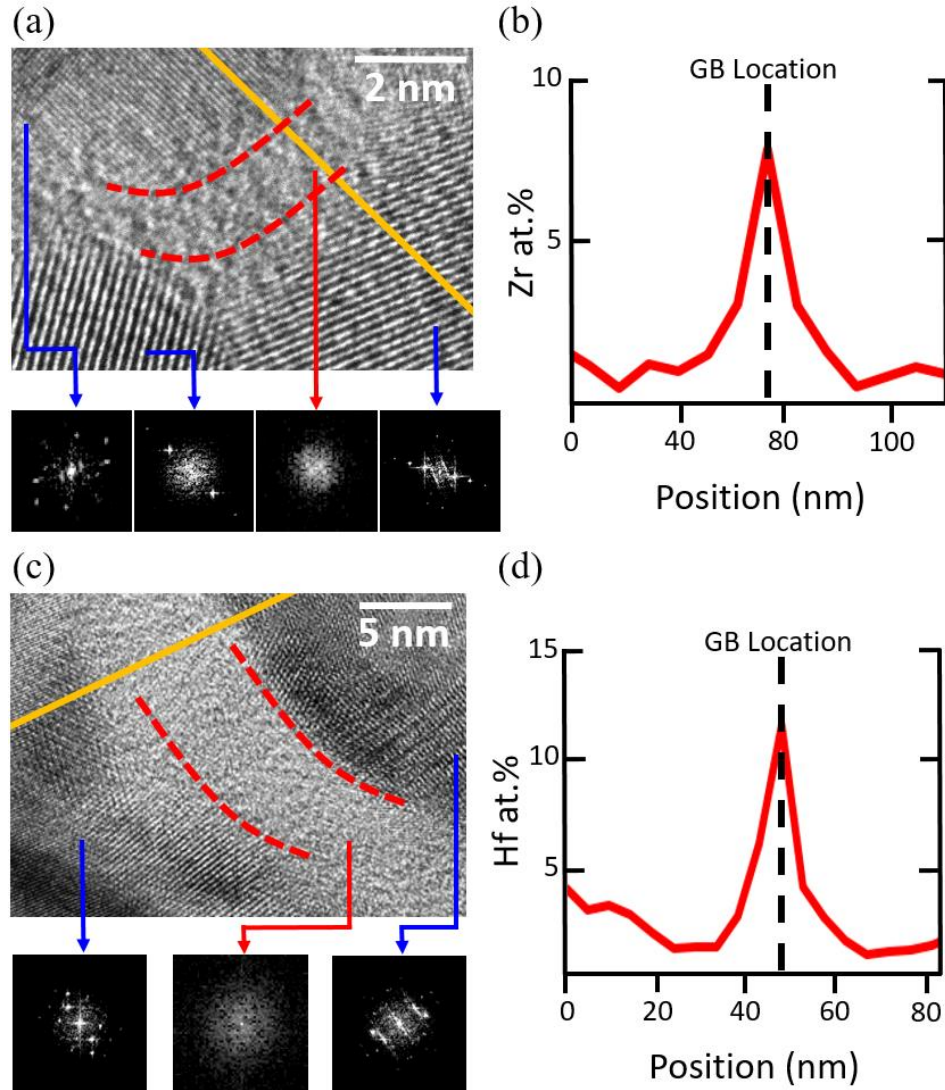 (a)
2 nm
(b)
GB Location
10
5
Zr at.%
0 40 80 100
Position (nm)
(c)
5 nm
(d)
GB Location
15
10
5
Hf at.%
0 20 40 60 80
Position (nm)